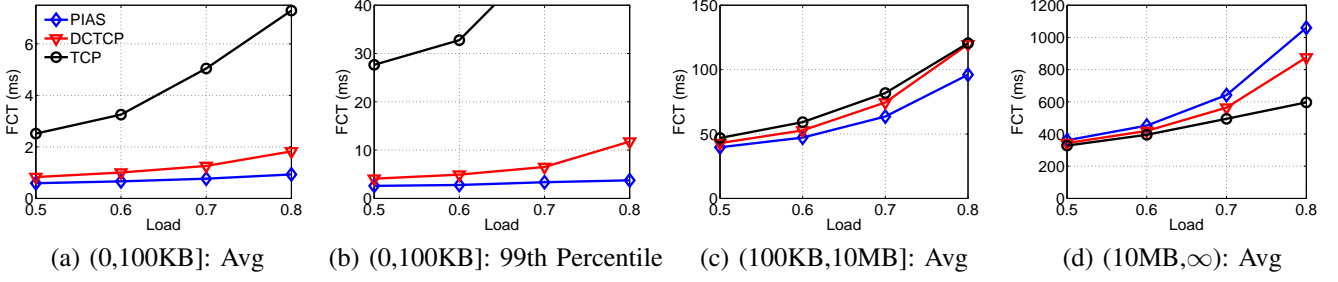 FCT (ms)
6
4
2
0
0.5 0.6 0.7 0.8
Load
PIAS
DCTCP
TCP
(a) (0,100KB]: Avg
FCT (ms)
40
30
20
10
0
0.5 0.6 0.7 0.8
Load
(b) (0,100KB]: 99th Percentile
FCT (ms)
150
100
50
0
0.5 0.6 0.7 0.8
Load
(c) (100KB,10MB]: Avg
FCT (ms)
1200
1000
800
600
400
200
0
0.5 0.6 0.7 0.8
Load
(d) (10MB,∞): Avg